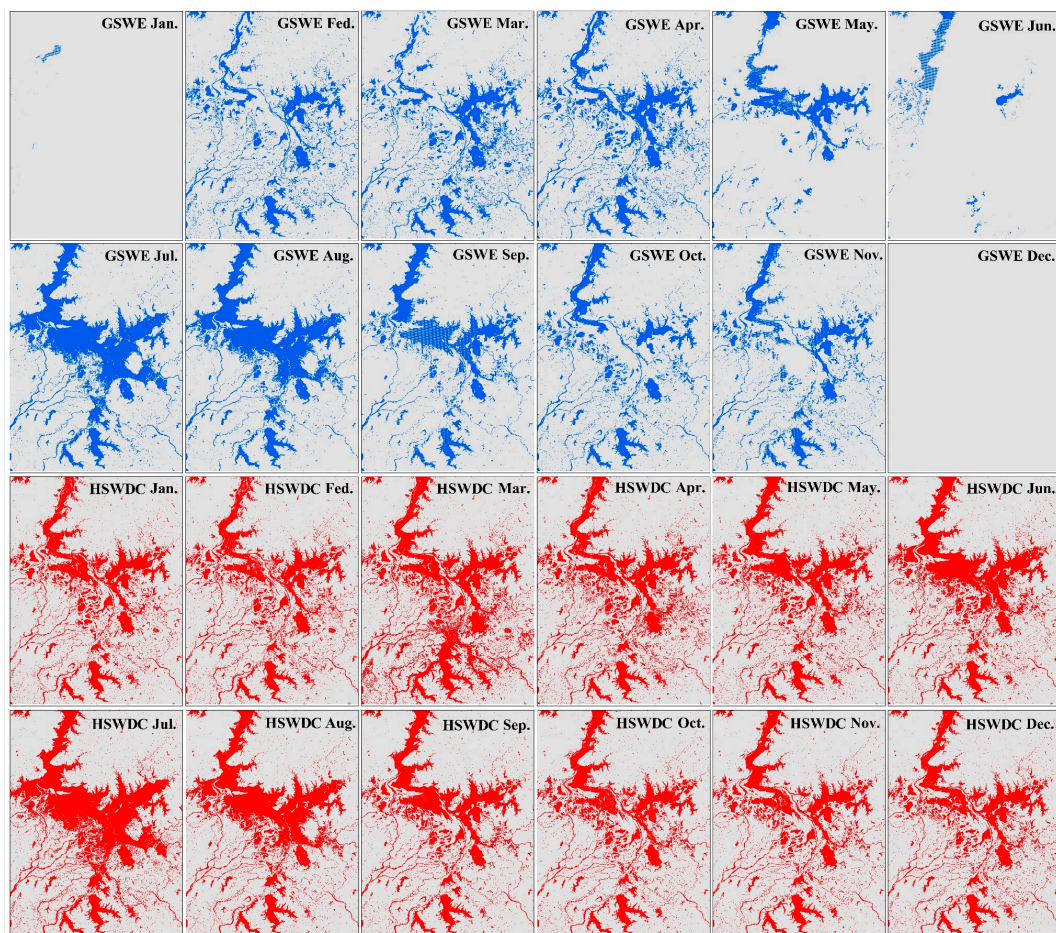 GSWE Jan.
GSWE Fed.
GSWE Mar.
GSWE Apr.
GSWE May.
GSWE Jun.
GSWE Jul.
GSWE Aug.
GSWE Sep.
GSWE Oct.
GSWE Nov.
GSWE Dec.
HSWDC Jan.
HSWDC Fed.
HSWDC Mar.
HSWDC Apr.
HSWDC May.
HSWDC Jun.
HSWDC Jul.
HSWDC Aug.
HSWDC Sep.
HSWDC Oct.
HSWDC Nov.
HSWDC Dec.